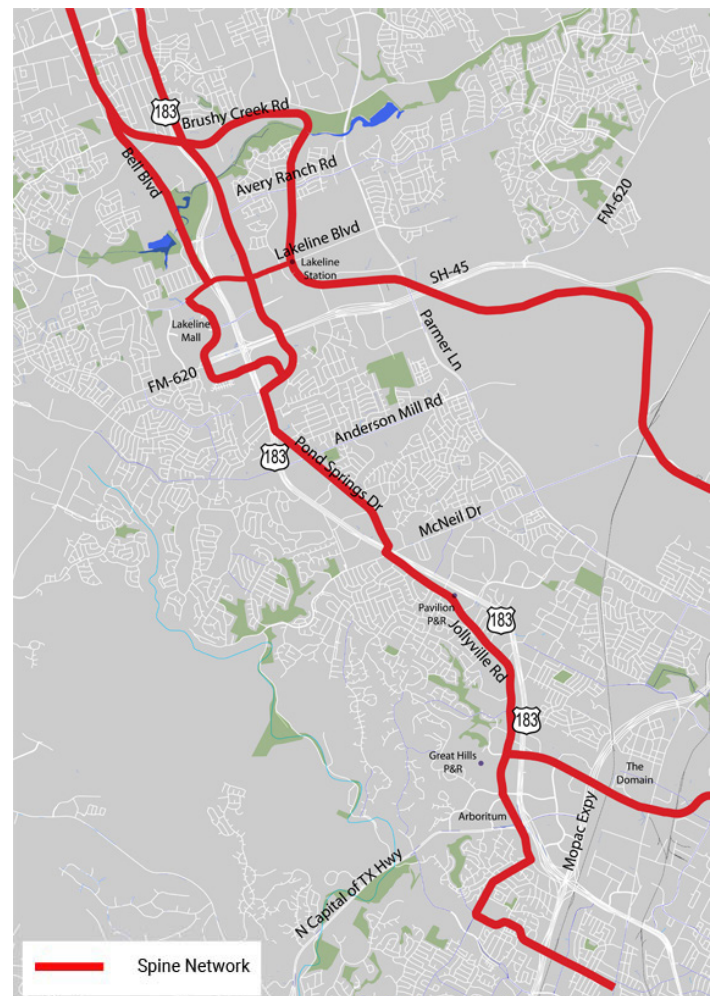 183
Brushy Creek Rd
Bell Blvd
Avery Ranch Rd
FM-620
Lakeline Blvd
Lakeline
Station
SH-45
Lakeline
Mall
Parmer Ln
FM-620
Anderson Mill Rd
183
Pond Springs Dr
McNeil Dr
Pavilion
P&R
183
Jollyville Rd
183
Great Hills
P&R
The
Domain
Arboritum
Mopac Expy
N Capital of TX Hwy
Spine Network